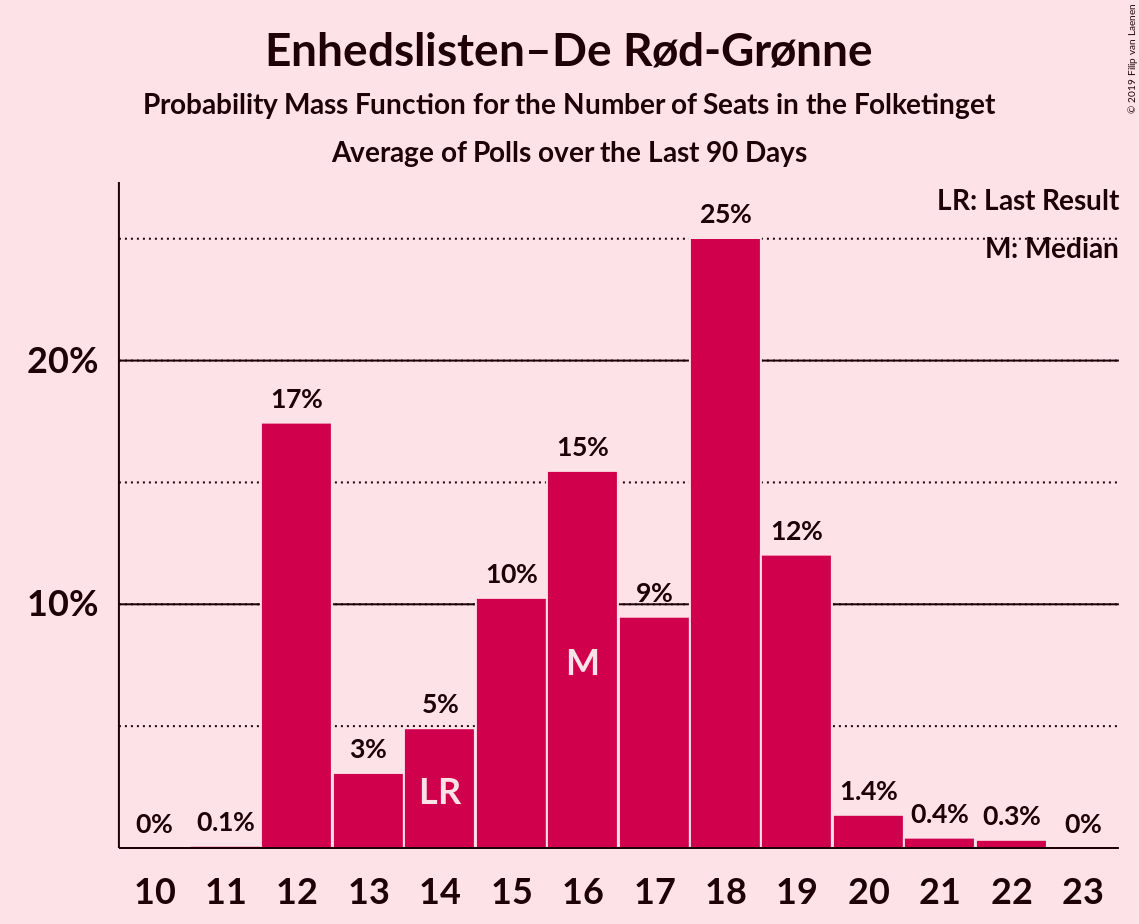 Enhedslisten–De Rød-Grønne
Probability Mass Function for the Number of Seats in the Folketinget
Average of Polls over the Last 90 Days
© 2019 Filip van Laenen
LR: Last Result
M: Median
25%
20%
17%
15%
12%
10%
9%
10%
M
5%
3%
LR
1.4%
0.4%
0.3%
0%
0.1%
0%
10 11 12 13 14 15 16 17 18 19 20 21 22 23